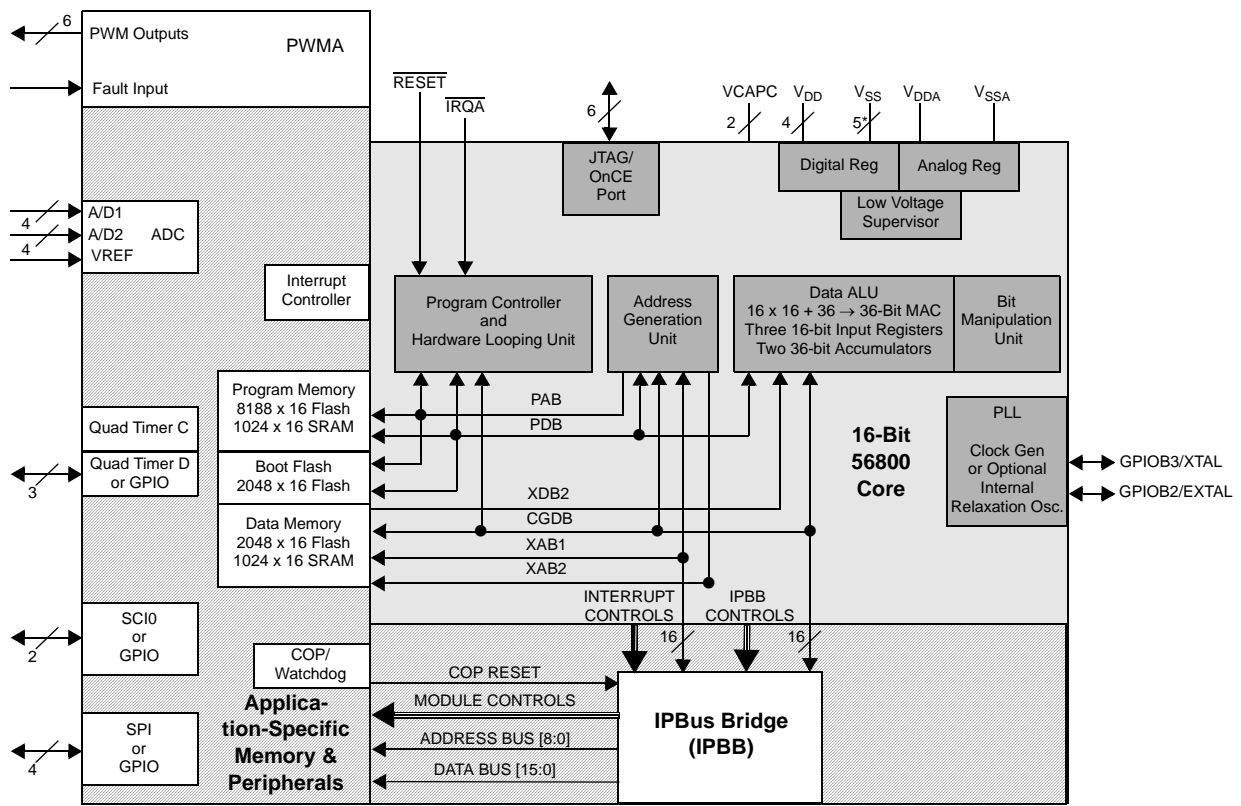 6
PWM Outputs
PWMA
Fault Input
RESET
IRQA
6
VCAPC
2
VDD
4
VSS
5*
VDDA
VSSA
JTAG/
OnCE
Port
Digital Reg
Analog Reg
Low Voltage
Supervisor
4
A/D1
4
A/D2
ADC
VREF
Interrupt
Controller
Program Controller
and
Hardware Looping Unit
Address
Generation
Unit
Data ALU
16 x 16 + 36 → 36-Bit MAC
Three 16-bit Input Registers
Two 36-bit Accumulators
Bit
Manipulation
Unit
Program Memory
8188 x 16 Flash
1024 x 16 SRAM
PAB
PDB
Quad Timer C
Quad Timer D
or GPIO
3
Boot Flash
2048 x 16 Flash
XDB2
CGDB
XAB1
XAB2
Data Memory
2048 x 16 Flash
1024 x 16 SRAM
16-Bit
56800
Core
PLL
Clock Gen
or Optional
Internal
Relaxation Osc.
GPIOB3/XTAL
GPIOB2/EXTAL
INTERRUPT
CONTROLS
16
IPBB
CONTROLS
16
SCI0
or
GPIO
2
COP/
Watchdog
COP RESET
MODULE CONTROLS
ADDRESS BUS [8:0]
DATA BUS [15:0]
Applica-
tion-Specific
Memory &
Peripherals
IPBus Bridge
(IPBB)
SPI
or
GPIO
4